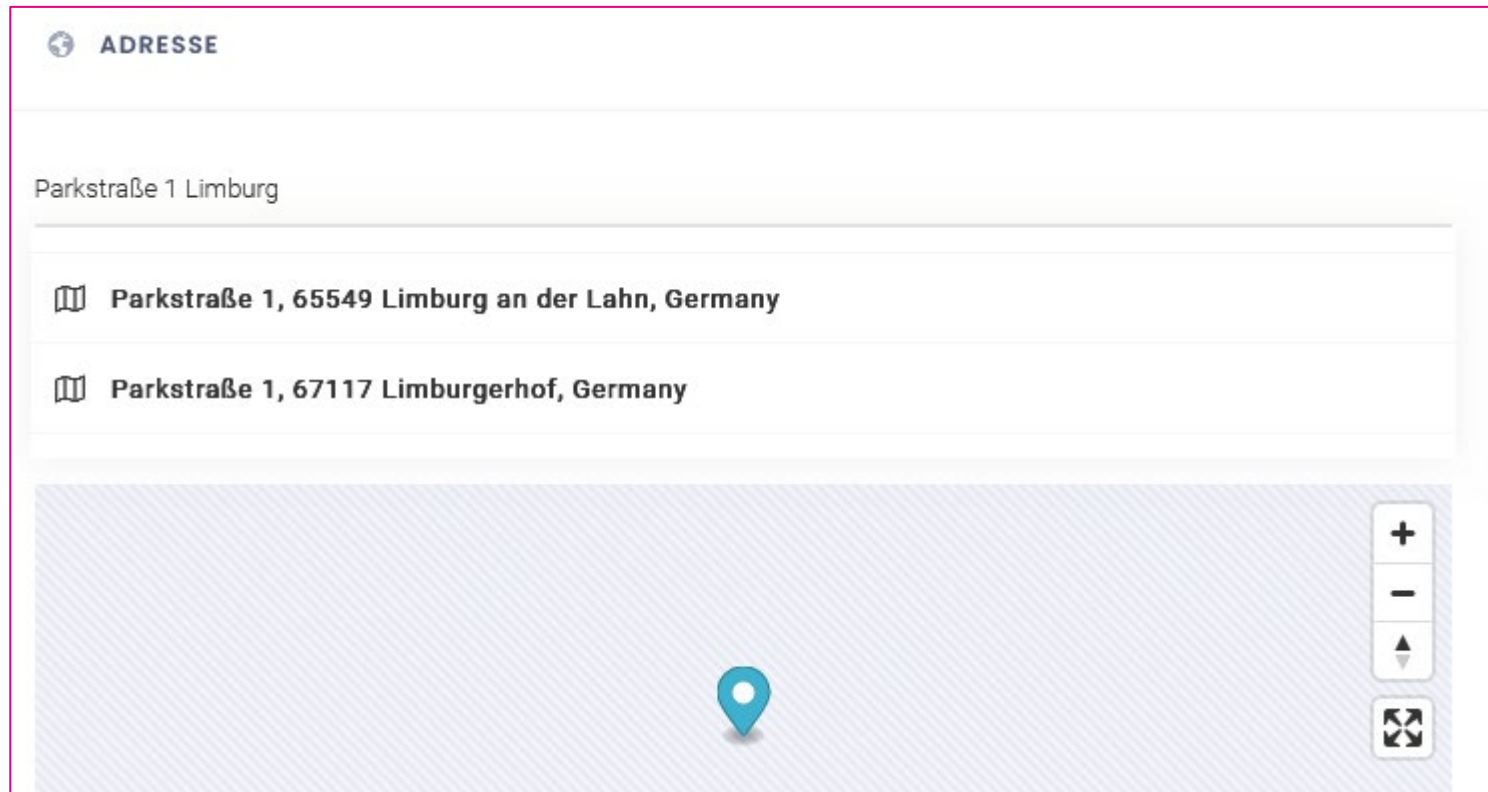 ADRESSE
Parkstraße 1 Limburg
Parkstraße 1, 65549 Limburg an der Lahn, Germany
Parkstraße 1, 67117 Limburgerhof, Germany